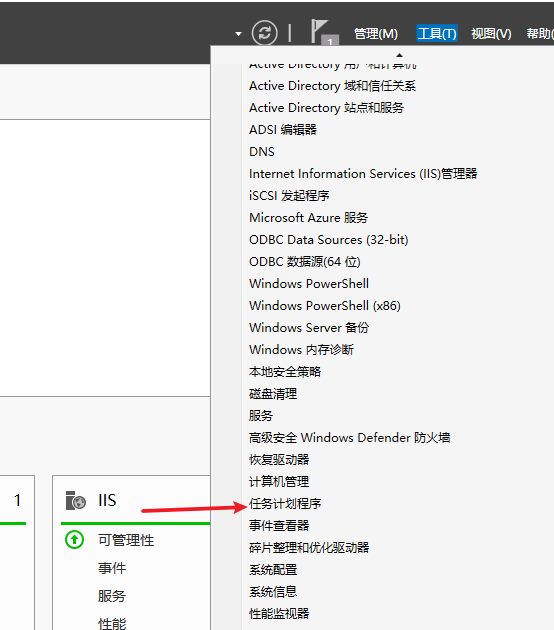 管理(M) 工具(T) 视图(V) 帮助(
1
Active Directory 用户和计算机
Active Directory 域和信任关系
Active Directory 站点和服务
ADSI 编辑器
DNS
Internet Information Services (IIS)管理器
iSCSI 发起程序
Microsoft Azure 服务
ODBC Data Sources (32-bit)
ODBC 数据源(64 位)
Windows PowerShell
Windows PowerShell (x86)
Windows Server 备份
Windows 内存诊断
本地安全策略
磁盘清理
服务
高级安全 Windows Defender 防火墙
恢复驱动器
计算机管理
任务计划程序
事件查看器
碎片整理和优化驱动器
系统配置
系统信息
性能监视器
1
IIS
可管理性
事件
服务
性能